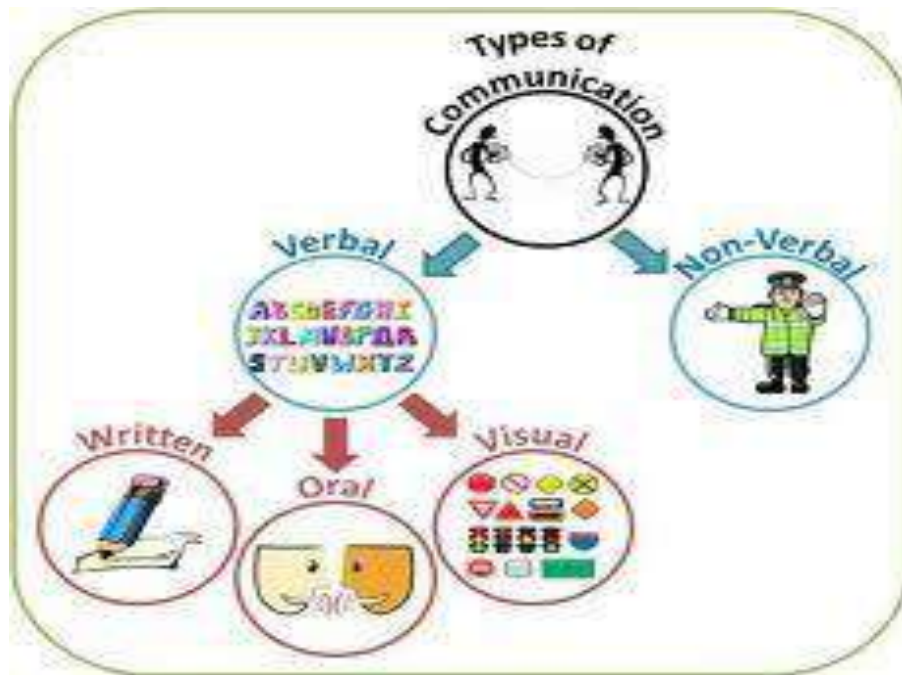 Types of
Communication
Verbal
Non-Verbal
Written
Oral
Visual